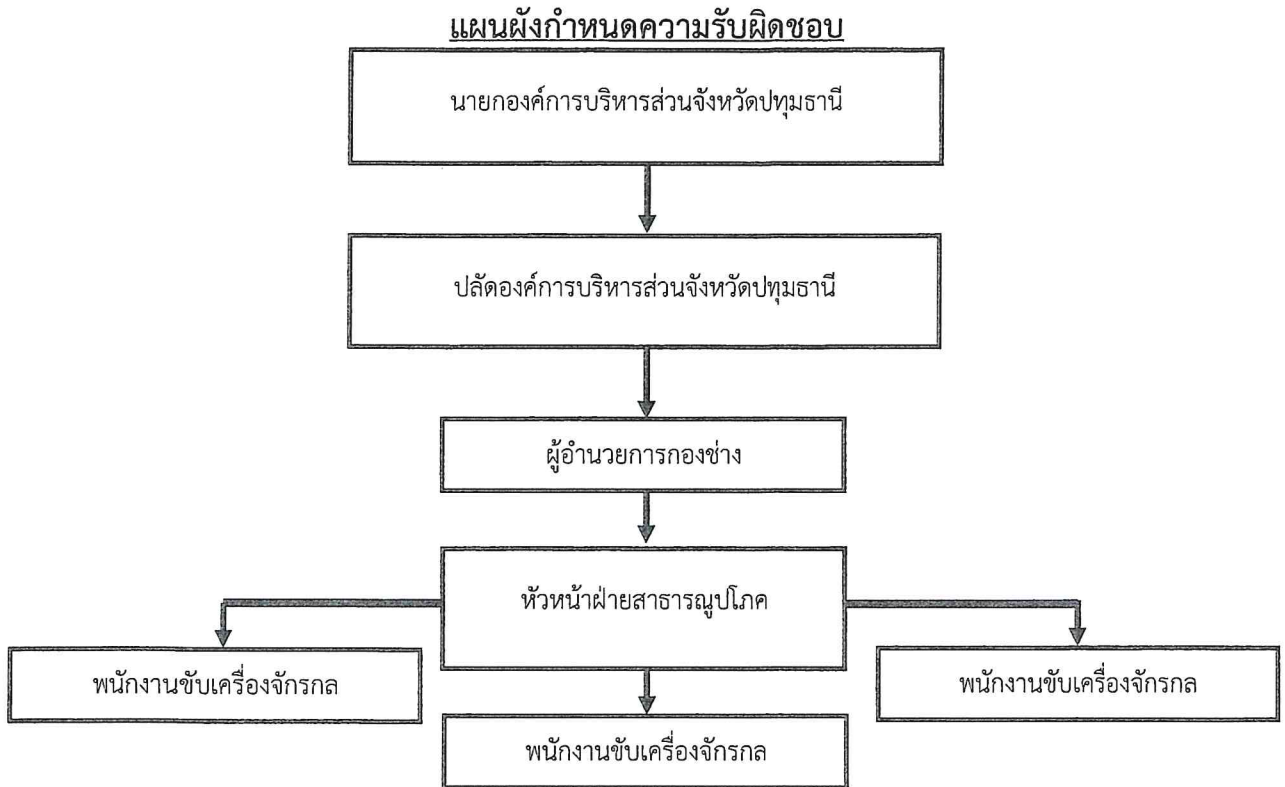 แผนผังกำหนดความรับผิดชอบ
นายกองค์การบริหารส่วนจังหวัดปทุมธานี
ปลัดองค์การบริหารส่วนจังหวัดปทุมธานี
ผู้อำนวยการกองช่าง
หัวหน้าฝ่ายสาธารณูปโภค
พนักงานขับเครื่องจักรกล
พนักงานขับเครื่องจักรกล
พนักงานขับเครื่องจักรกล